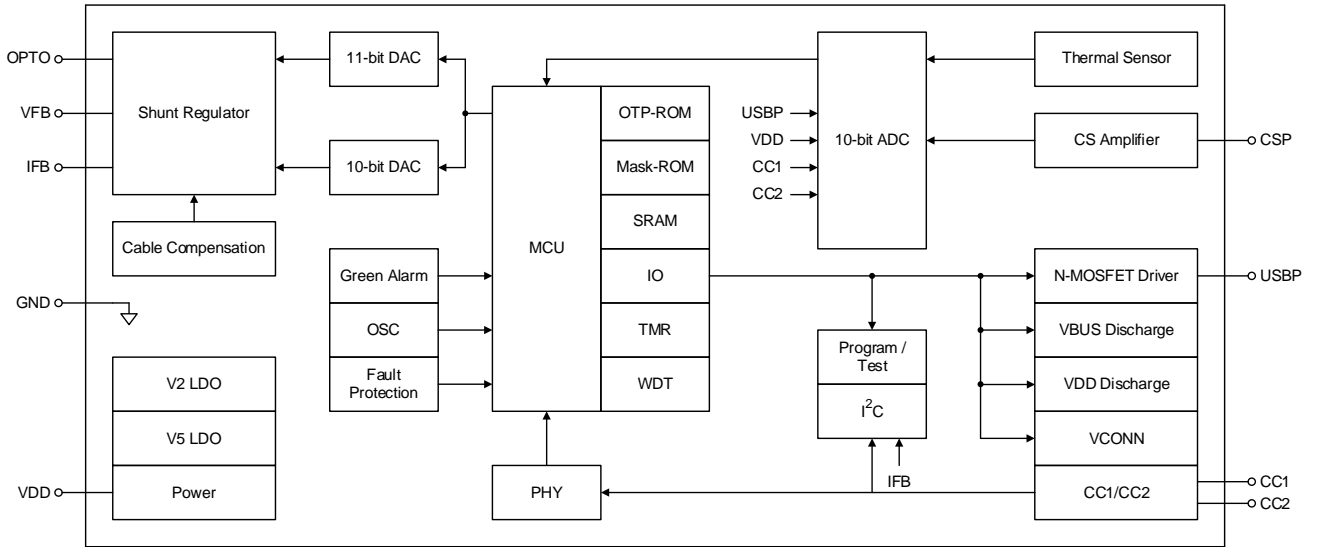 OPTO
VFB
IFB
GND
VDD
Shunt Regulator
Cable Compensation
V2 LDO
V5 LDO
Power
11-bit DAC
10-bit DAC
Green Alarm
OSC
Fault
Protection
MCU
OTP-ROM
Mask-ROM
SRAM
IO
TMR
WDT
PHY
USBP
VDD
CC1
CC2
10-bit ADC
Program /
Test
I²C
IFB
Thermal Sensor
CS Amplifier
N-MOSFET Driver
VBUS Discharge
VDD Discharge
VCONN
CC1/CC2
CSP
USBP
CC1
CC2